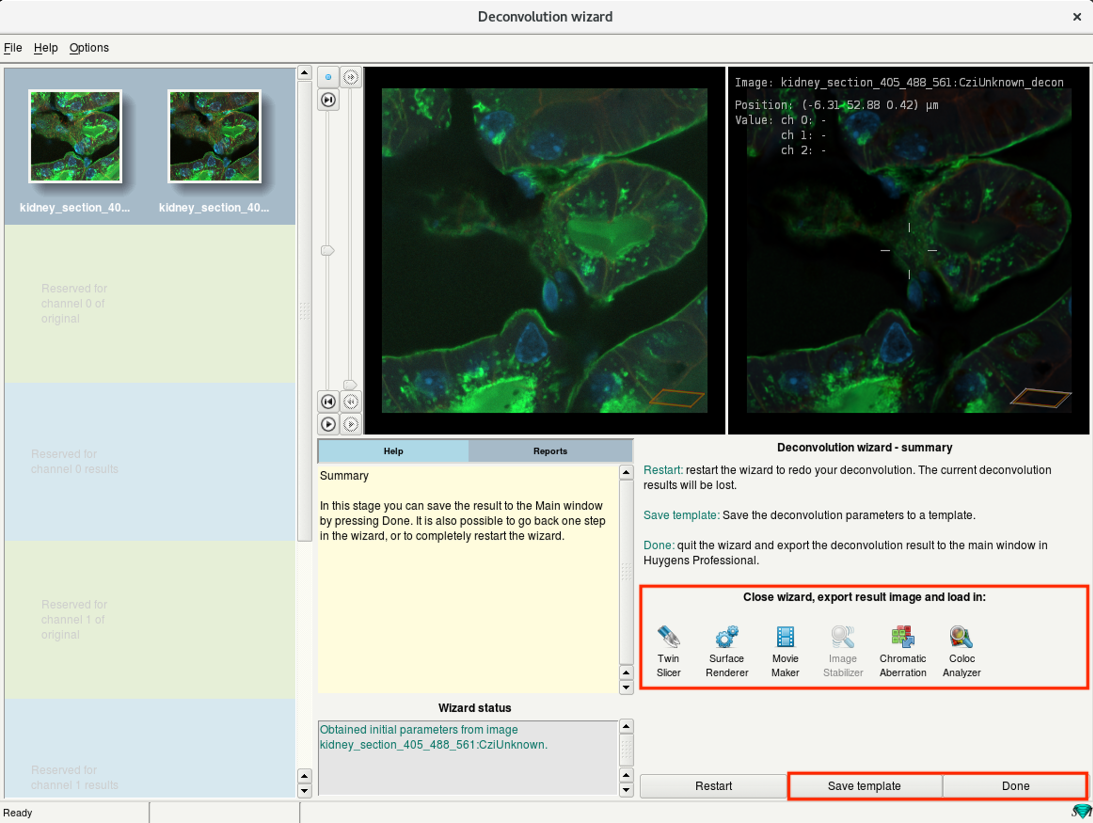 Deconvolution wizard
File Help Options
kidney_section_40...
kidney_section_40...
Reserved for
channel 0 of
original
Reserved for
channel 0 results
Reserved for
channel 1 of
original
Reserved for
channel 1 results
Image: kidney_section_405_488_561:CziUnknown_decon
Position: (-6.31 52.88 0.42) µm
Value: ch 0: -
ch 1: -
ch 2: -
Help
Reports
Summary
In this stage you can save the result to the Main window
by pressing Done. It is also possible to go back one step
in the wizard, or to completely restart the wizard.
Wizard status
Obtained initial parameters from image
kidney_section_405_488_561:CziUnknown.
Deconvolution wizard - summary
Restart: restart the wizard to redo your deconvolution. The current deconvolution
results will be lost.
Save template: Save the deconvolution parameters to a template.
Done: quit the wizard and export the deconvolution result to the main window in
Huygens Professional.
Close wizard, export result image and load in:
Twin
Slicer
Surface
Renderer
Movie
Maker
Image
Stabilizer
Chromatic
Aberration
Coloc
Analyzer
Restart
Save template
Done
Ready